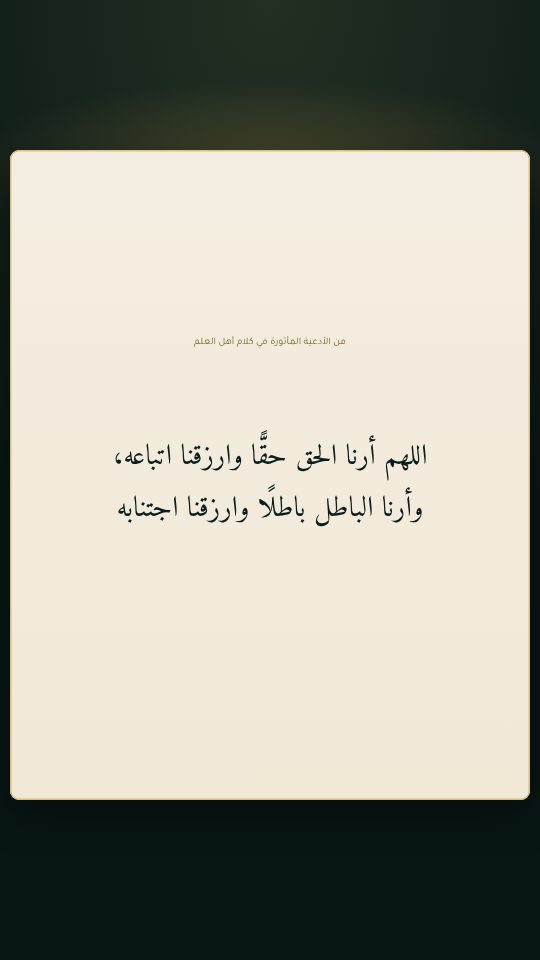 من الأدعية المأثورة في كلام أهل العلم
اللهم أرنا الحق حقًّا وارزقنا اتباعه،
وأرنا الباطل باطلًا وارزقنا اجتنابه